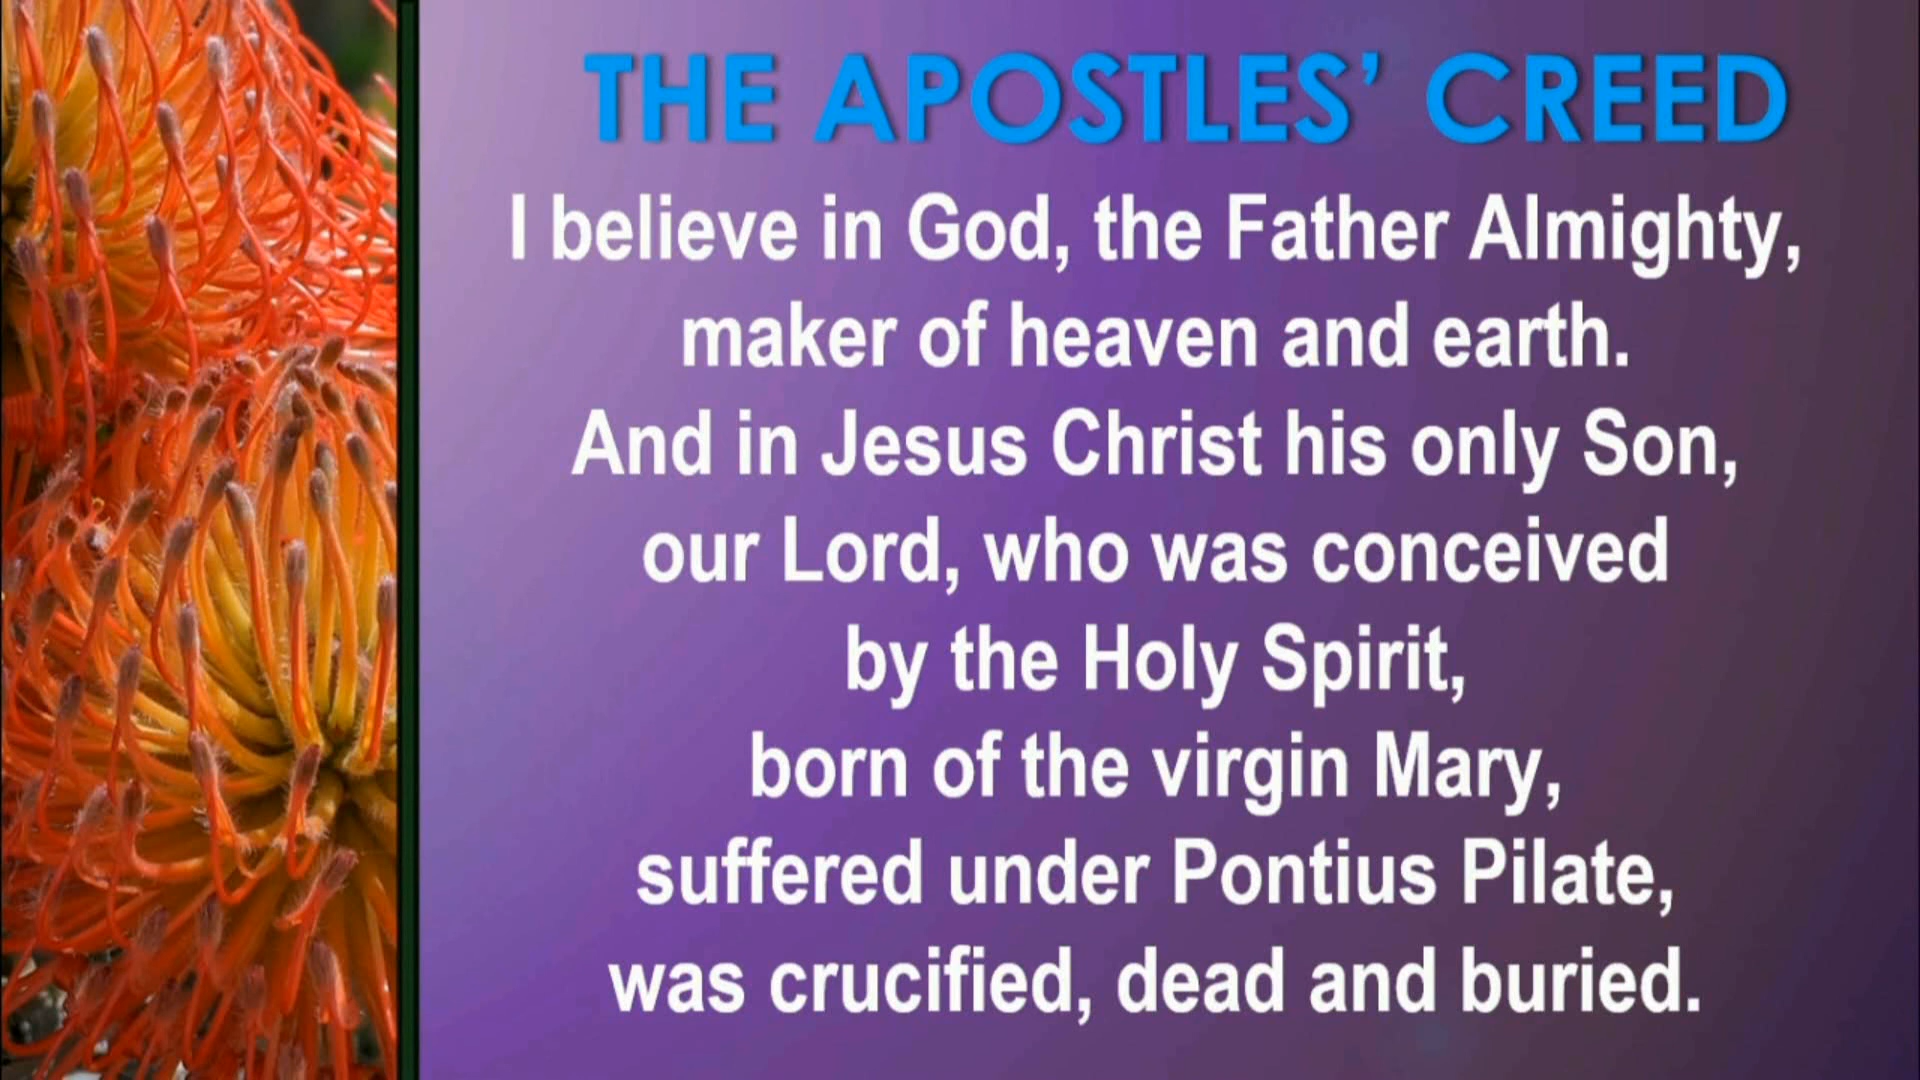 THE APOSTLES’ CREED
I believe in God, the Father Almighty,
maker of heaven and earth.
And in Jesus Christ his only Son,
our Lord, who was conceived
by the Holy Spirit,
born of the virgin Mary,
suffered under Pontius Pilate,
was crucified, dead and buried.